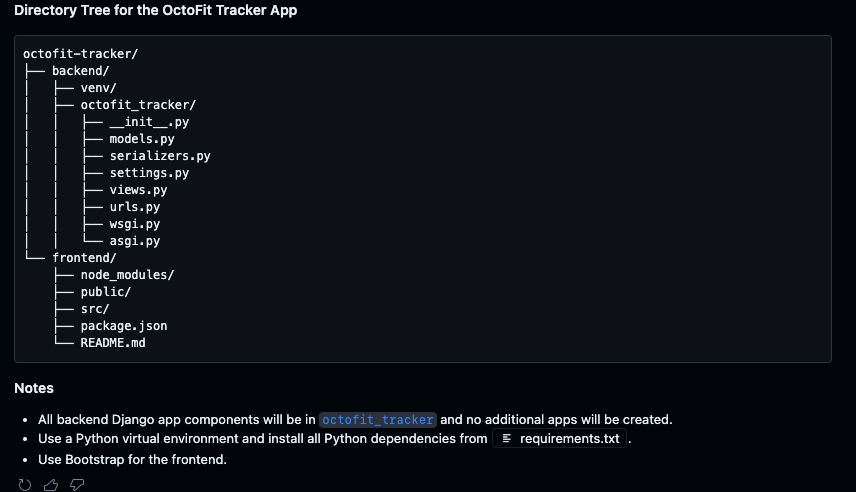 Directory Tree for the OctoFit Tracker App
octofit-tracker/
├── backend/
│   ├── venv/
│   ├── octofit_tracker/
│   │   ├── __init__.py
│   │   ├── models.py
│   │   ├── serializers.py
│   │   ├── settings.py
│   │   ├── views.py
│   │   ├── urls.py
│   │   ├── wsgi.py
│   │   └── asgi.py
└── frontend/
    ├── node_modules/
    ├── public/
    ├── src/
    ├── package.json
    └── README.md
Notes
• All backend Django app components will be in octofit_tracker and no additional apps will be created.
• Use a Python virtual environment and install all Python dependencies from requirements.txt.
• Use Bootstrap for the frontend.